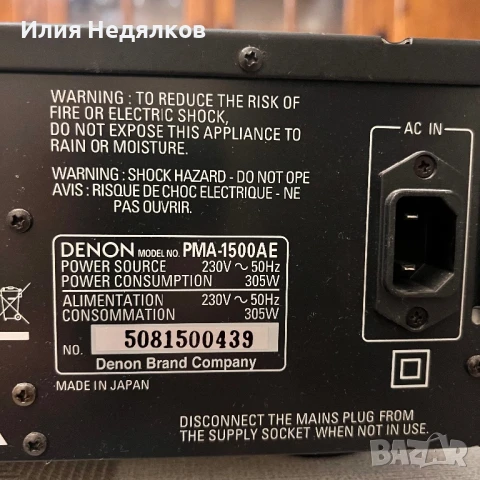 Илия Недялков
WARNING : TO REDUCE THE RISK OF
FIRE OR ELECTRIC SHOCK,
DO NOT EXPOSE THIS APPLIANCE TO
RAIN OR MOISTURE.
WARNING : SHOCK HAZARD - DO NOT OPE
AVIS : RISQUE DE CHOC ELECTRIQUE - NE
PAS OUVRIR.
AC IN
DENON MODEL NO. PMA-1500AE
POWER SOURCE 230V ~ 50Hz
POWER CONSUMPTION 305W
ALIMENTATION 230V ~ 50Hz
CONSOMMATION 305W
NO. 5081500439
Denon Brand Company
MADE IN JAPAN
DISCONNECT THE MAINS PLUG FROM
THE SUPPLY SOCKET WHEN NOT IN USE.
BAZAR